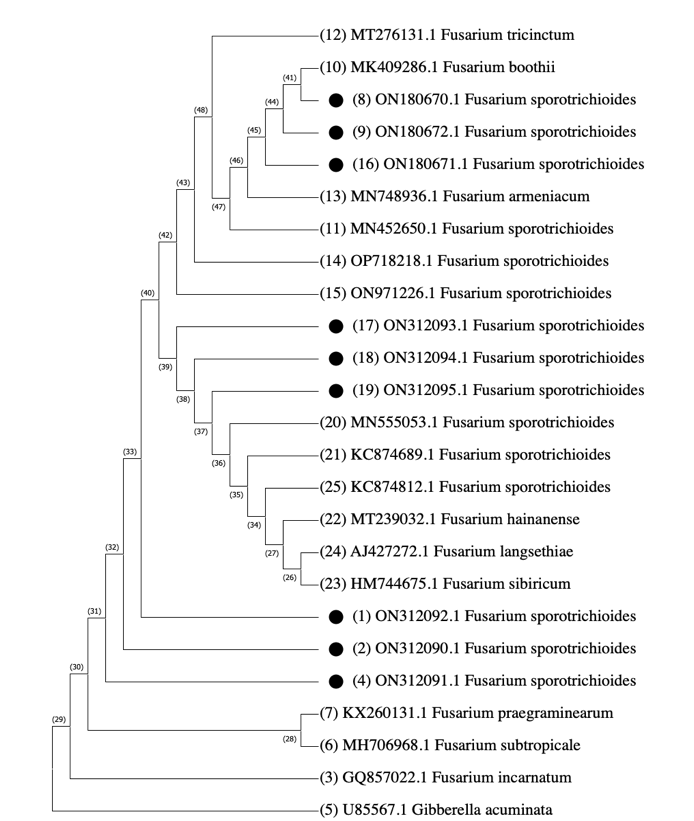 (12) MT276131.1 Fusarium tricinctum
(10) MK409286.1 Fusarium boothii
(41)
(8) ON180670.1 Fusarium sporotrichioides
(44)
(48)
(9) ON180672.1 Fusarium sporotrichioides
(45)
(16) ON180671.1 Fusarium sporotrichioides
(46)
(43)
(13) MN748936.1 Fusarium armeniacum
(47)
(11) MN452650.1 Fusarium sporotrichioides
(42)
(14) OP718218.1 Fusarium sporotrichioides
(40)
(15) ON971226.1 Fusarium sporotrichioides
(17) ON312093.1 Fusarium sporotrichioides
(39)
(18) ON312094.1 Fusarium sporotrichioides
(38)
(19) ON312095.1 Fusarium sporotrichioides
(37)
(20) MN555053.1 Fusarium sporotrichioides
(33)
(36)
(21) KC874689.1 Fusarium sporotrichioides
(35)
(25) KC874812.1 Fusarium sporotrichioides
(34)
(22) MT239032.1 Fusarium hainanense
(32)
(27)
(24) AJ427272.1 Fusarium langsethiae
(26)
(23) HM744675.1 Fusarium sibiricum
(31)
(1) ON312092.1 Fusarium sporotrichioides
(2) ON312090.1 Fusarium sporotrichioides
(30)
(4) ON312091.1 Fusarium sporotrichioides
(29)
(7) KX260131.1 Fusarium praegraminearum
(28)
(6) MH706968.1 Fusarium subtropicale
(3) GQ857022.1 Fusarium incarnatum
(5) U85567.1 Gibberella acuminata